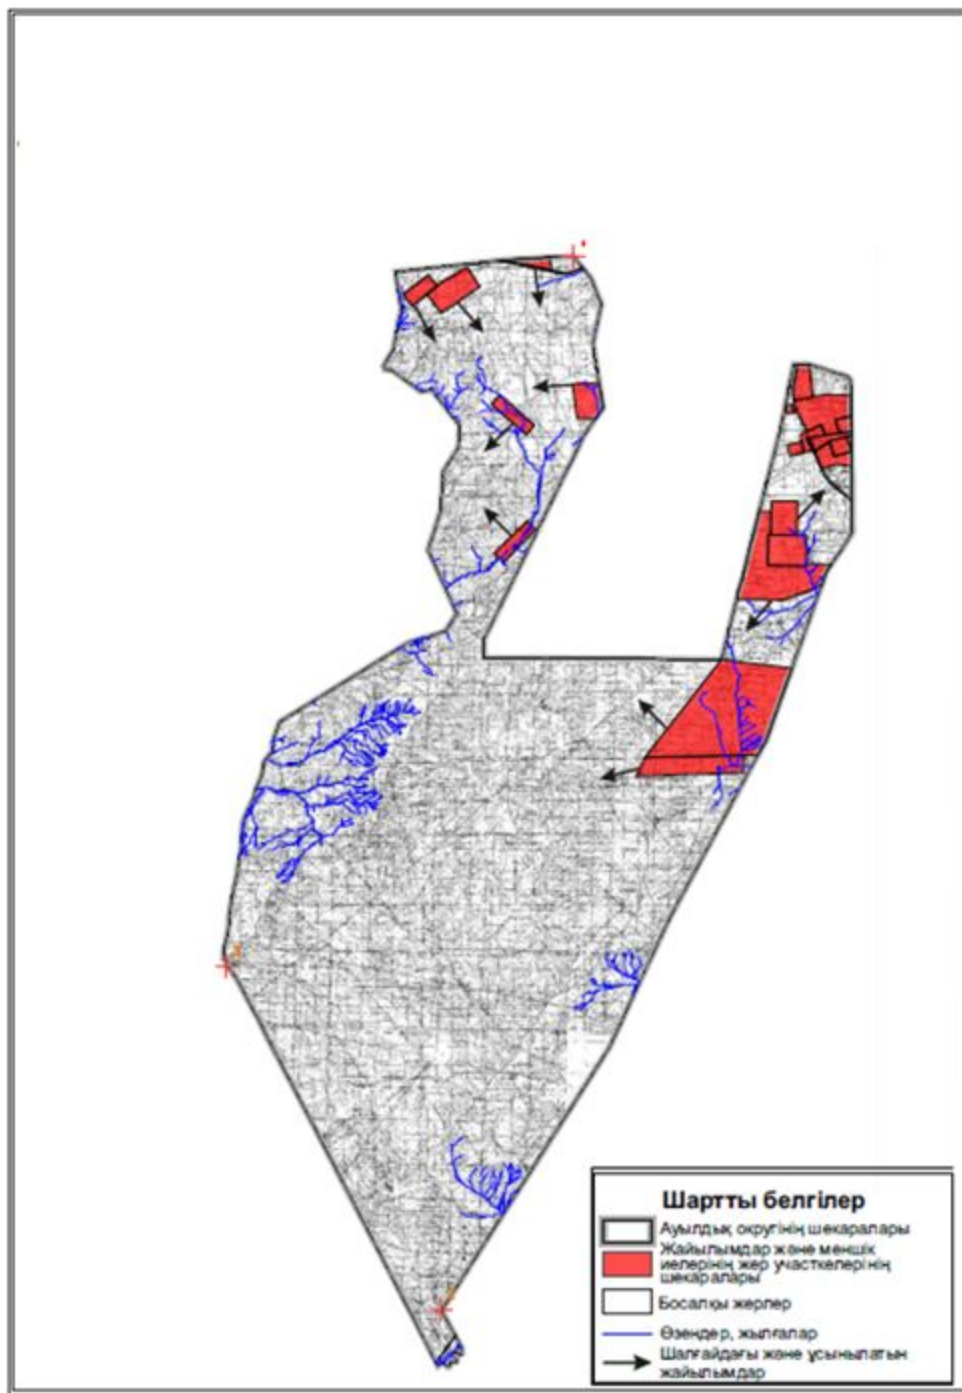 Шартты белгілер
Ауылдық округінің шекаралары
Жайылымдар және меншік
иелерінің жер участкелерінің
шекаралары
Босалқы жерлер
Өзендер, жылғалар
Шалғайдағы және ұсынылатын
жайылымдар